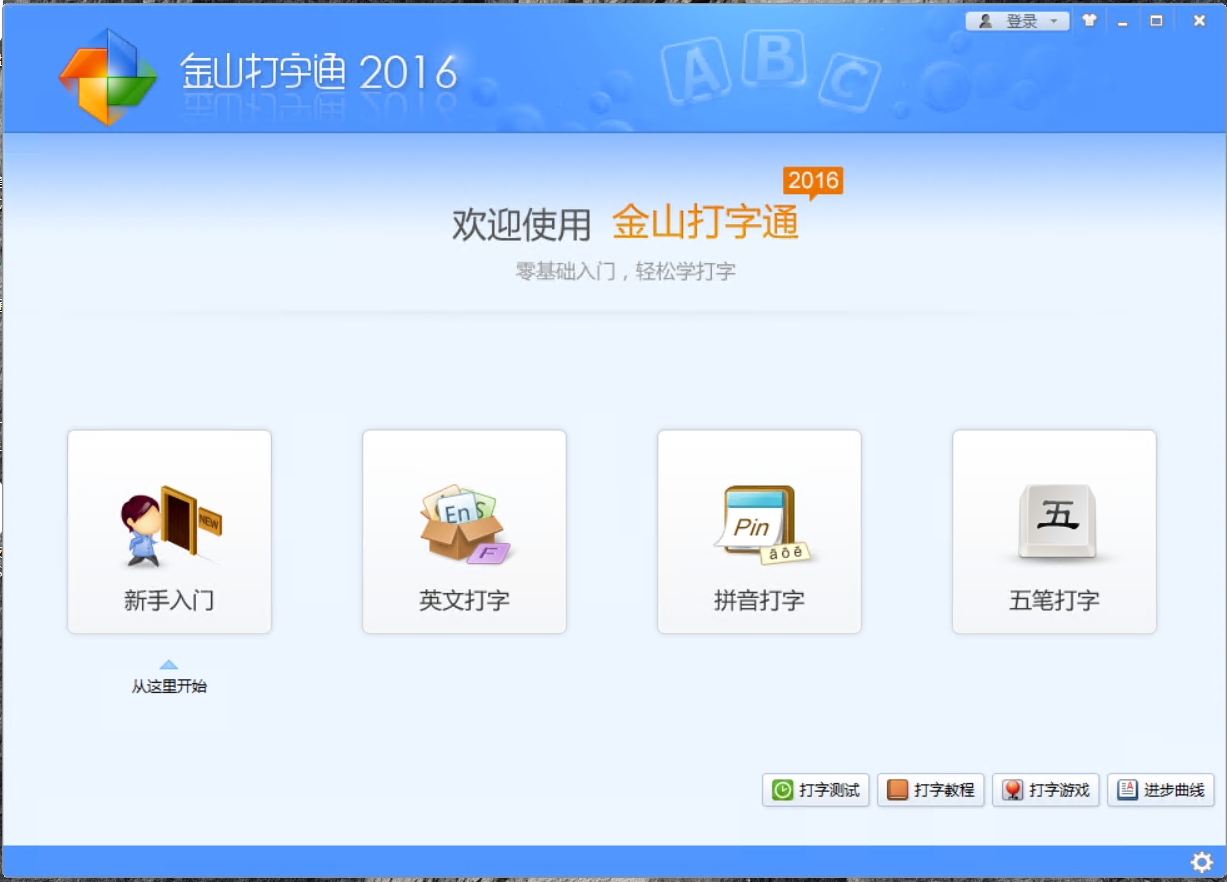 登录
金山打字通 2016
A B C
2016
欢迎使用 金山打字通
零基础入门，轻松学打字
NEW
En S
F
Pin
āōē
五
新手入门
英文打字
拼音打字
五笔打字
从这里开始
打字测试
打字教程
打字游戏
进步曲线